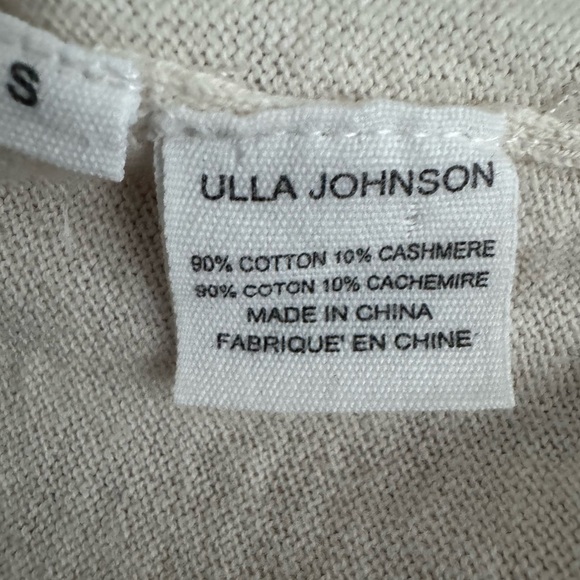 S
ULLA JOHNSON
90% COTTON 10% CASHMERE
90% COTON 10% CACHEMIRE
MADE IN CHINA
FABRIQUE' EN CHINE